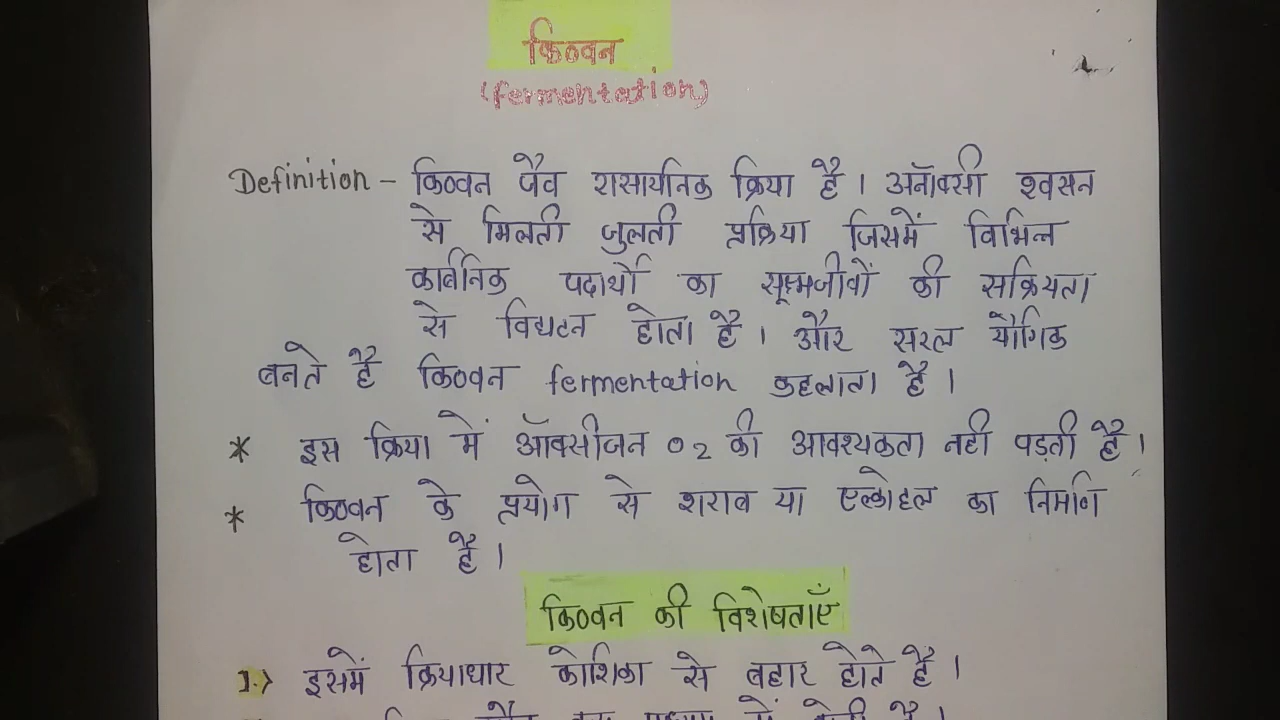 किण्वन
(fermentation)
Definition - किण्वन जैव रासायनिक क्रिया है । अनॉक्सी श्वसन
से मिलती जुलती प्रक्रिया जिसमें विभिन्न
कार्बनिक पदार्थो का सूक्ष्मजीवों की सक्रियता
से विघटन होता है । और सरल यौगिक
बनते है किण्वन fermentation कहलाता है ।
* इस क्रिया में ऑक्सीजन O2 की आवश्यकता नही पड़ती है ।
* किण्वन के प्रयोग से शराब या एल्कोहल का निर्माण
होता है ।
किण्वन की विशेषताएँ
1.> इसमें क्रियाधार कोशिका से बहार होते है ।